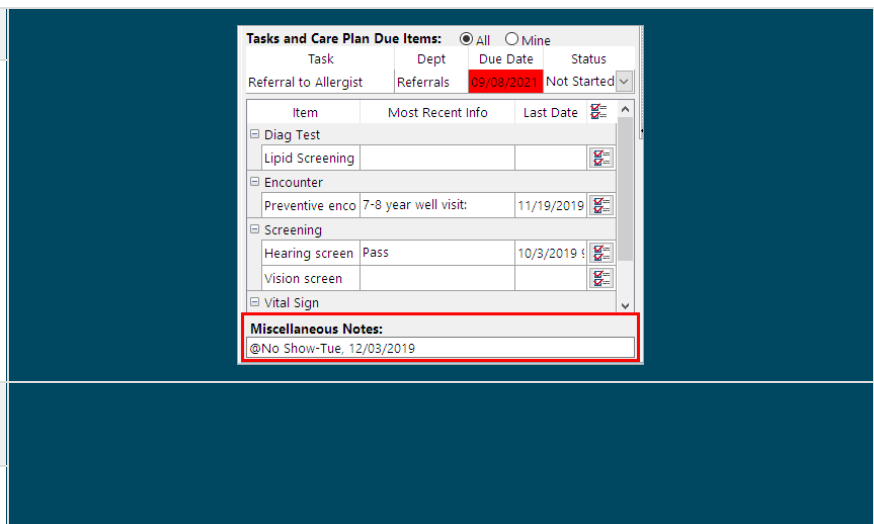 Tasks and Care Plan Due Items: All Mine
Task Dept Due Date Status
Referral to Allergist Referrals 09/08/2021 Not Started
Item Most Recent Info Last Date
Diag Test
Lipid Screening
Encounter
Preventive enco 7-8 year well visit: 11/19/2019
Screening
Hearing screen Pass 10/3/2019 9
Vision screen
Vital Sign
Miscellaneous Notes:
@No Show-Tue, 12/03/2019